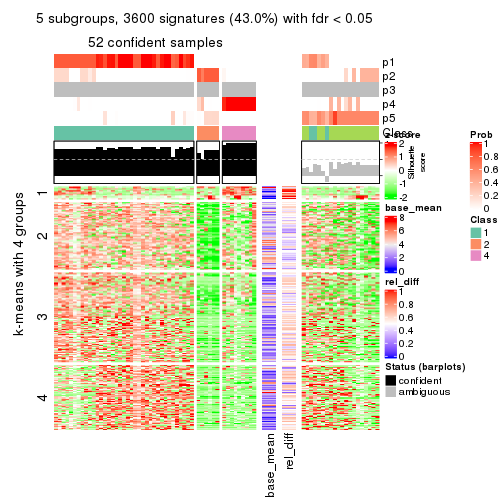 5 subgroups, 3600 signatures (43.0%) with fdr < 0.05
52 confident samples
p1
p2
p3
p4
p5
Class
1
2
3
4
k-means with 4 groups
Silhouette
score
base_mean
rel_diff
z-score
2
1
0
-1
-2
base_mean
8
6
4
2
0
rel_diff
1
0.8
0.6
0.4
0.2
0
Status (barplots)
confident
ambiguous
Prob
1
0.8
0.6
0.4
0.2
0
Class
1
2
4